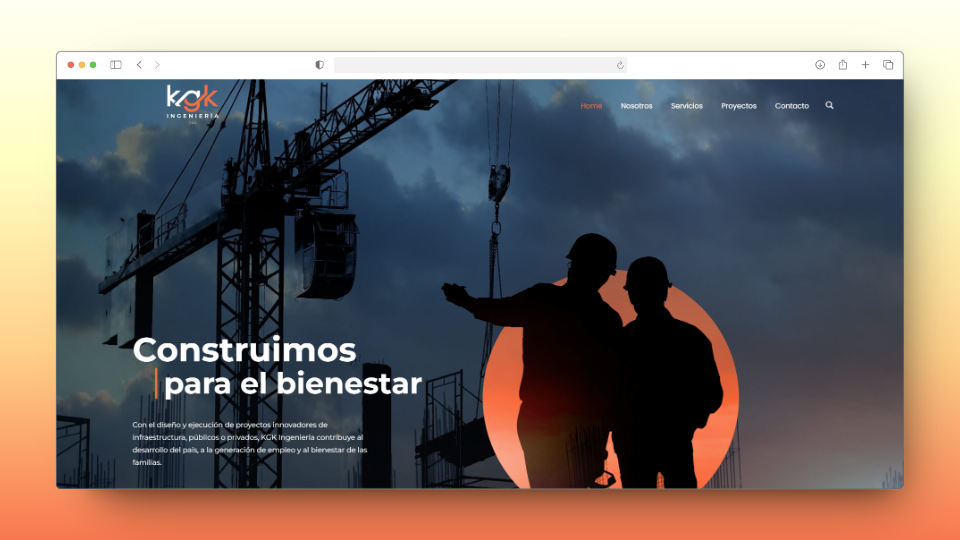 kgk
INGENIERÍA
Home Nosotros Servicios Proyectos Contacto
Construimos
para el bienestar
Con el diseño y ejecución de proyectos innovadores de
infraestructura, públicos o privados, KGK Ingeniería contribuye al
desarrollo del país, a la generación de empleo y al bienestar de las
familias.